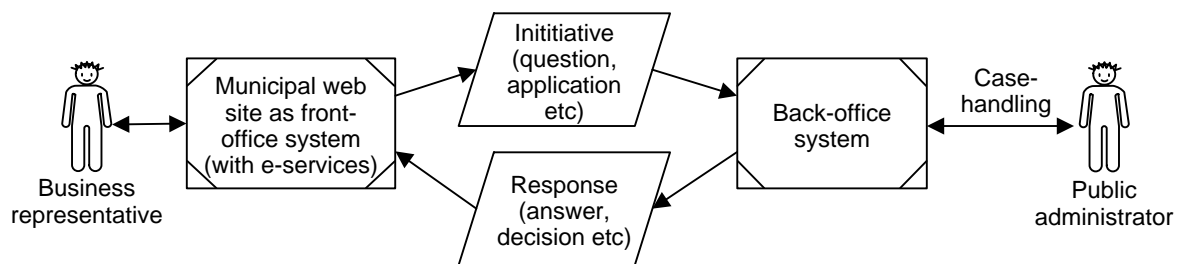 Business
representative
Municipal web
site as front-
office system
(with e-services)
Inititiative
(question,
application
etc)
Response
(answer,
decision etc)
Back-office
system
Case-
handling
Public
administrator